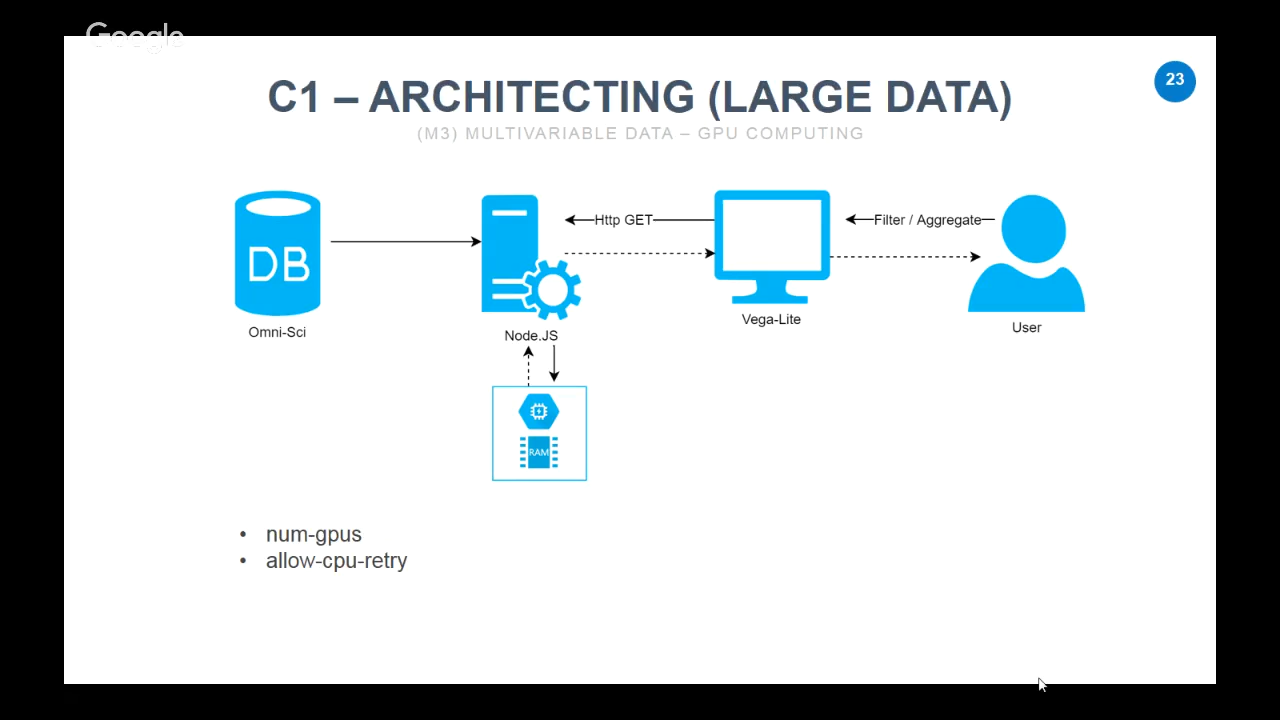 Google
23
C1 – ARCHITECTING (LARGE DATA)
(M3) MULTIVARIABLE DATA – GPU COMPUTING
DB
Http GET
Filter / Aggregate
Omni-Sci
Node.JS
Vega-Lite
User
RAM
• num-gpus
• allow-cpu-retry